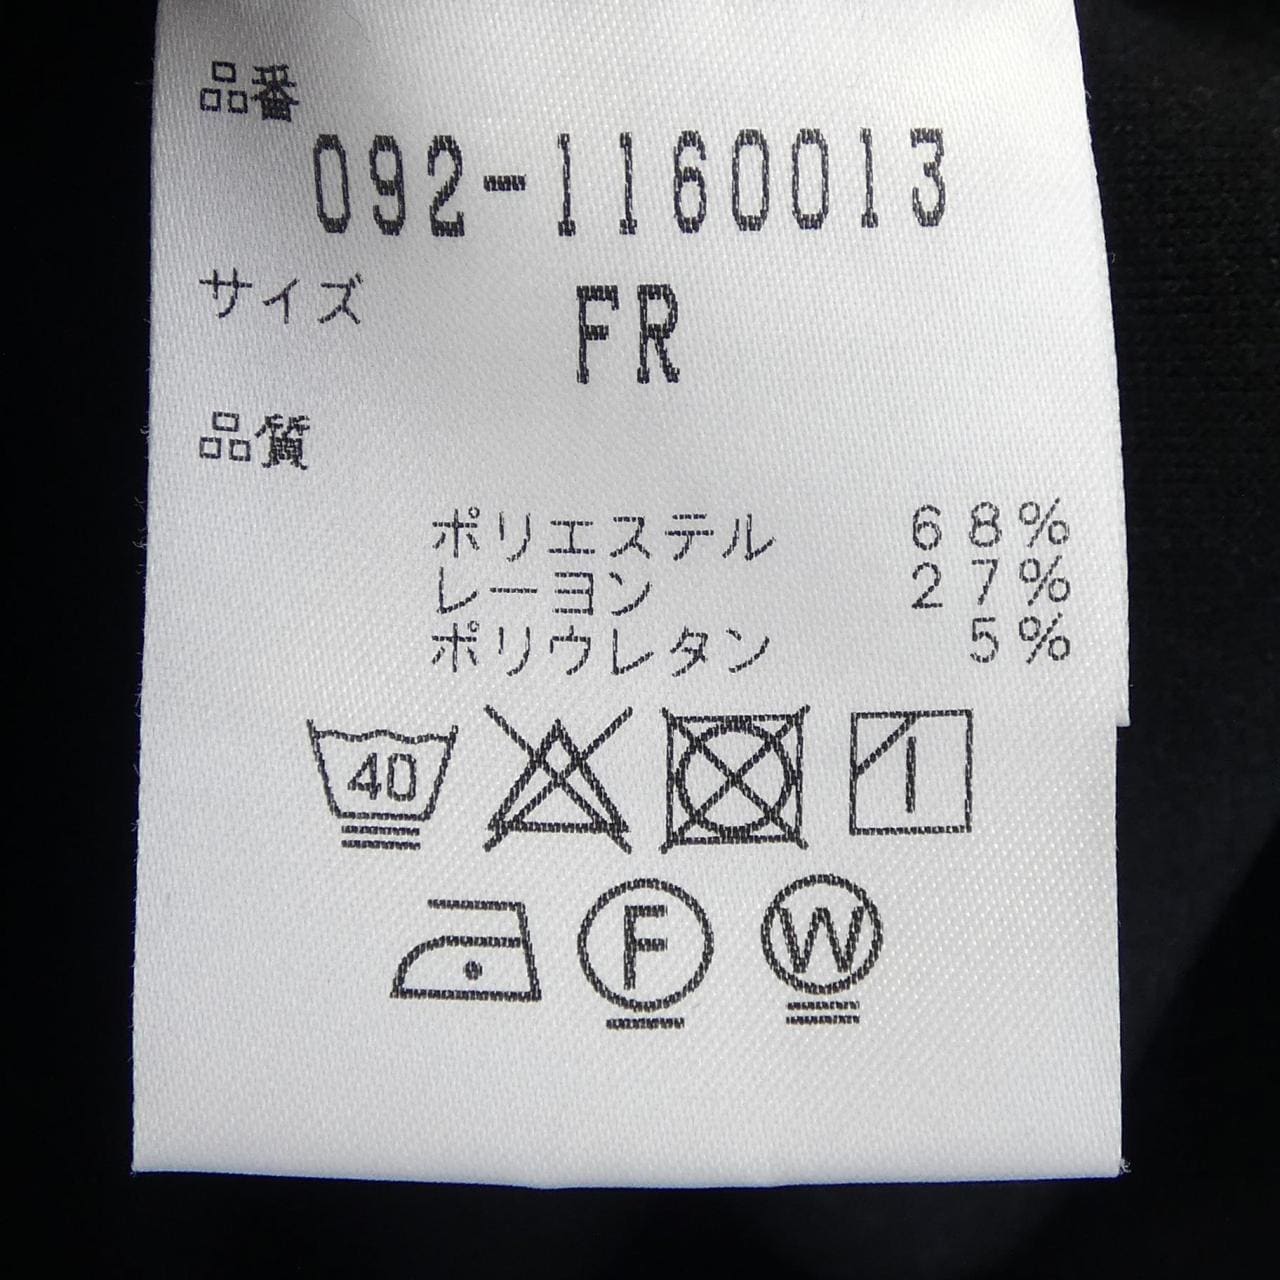 品番
092-1160013
サイズ
FR
品質
ポリエステル 68%
レーヨン 27%
ポリウレタン 5%
40
F W